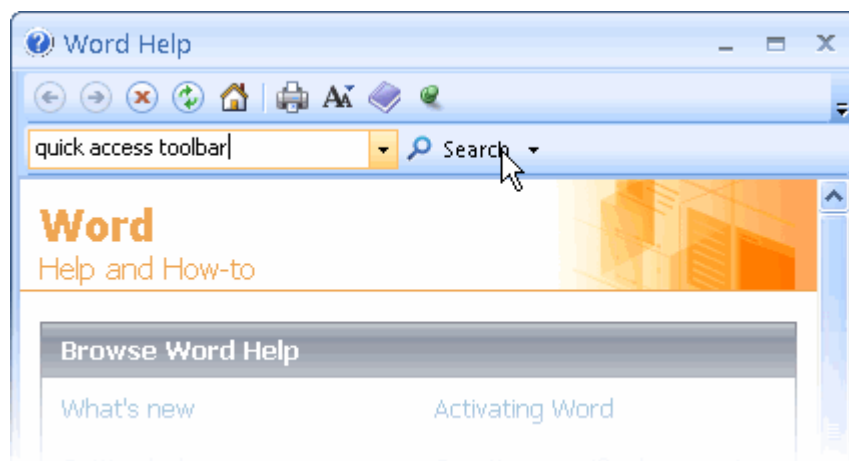 Word Help
quick access toolbar
Search
Word
Help and How-to
Browse Word Help
What's new Activating Word